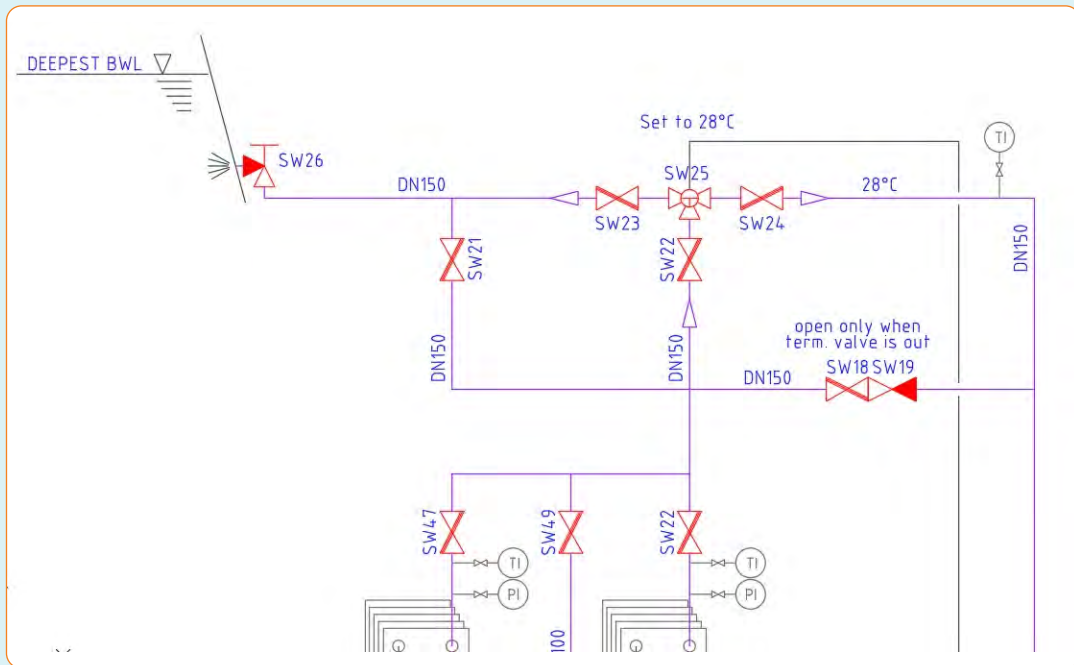 DEEPEST BWL
Set to 28°C
TI
SW26
SW25
DN150
28°C
SW23
SW24
SW21
SW22
DN150
open only when
term. valve is out
DN150
DN150
DN150
SW18 SW19
SW47
SW49
SW22
TI
TI
PI
PI
100